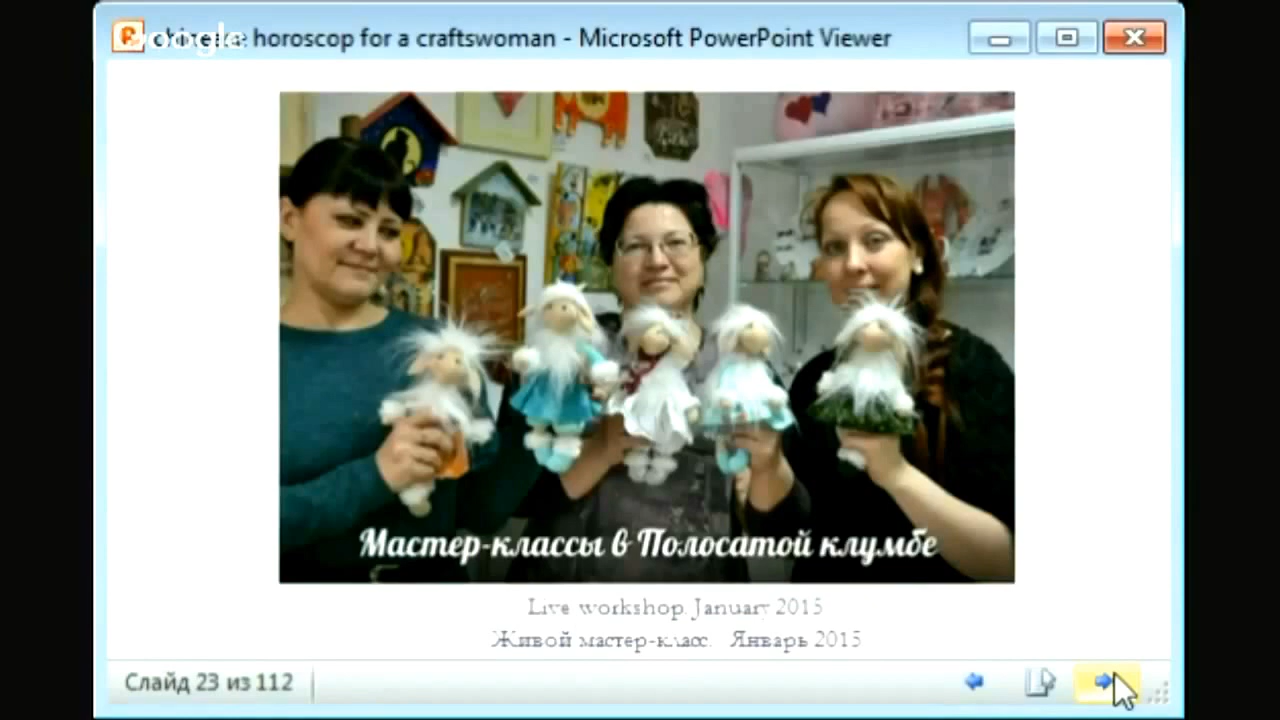 Google
horoscop for a craftswoman - Microsoft PowerPoint Viewer
Мастер-классы в Полосатой клумбе
Live workshop. January 2015
Живой мастер-класс. Январь 2015
Слайд 23 из 112